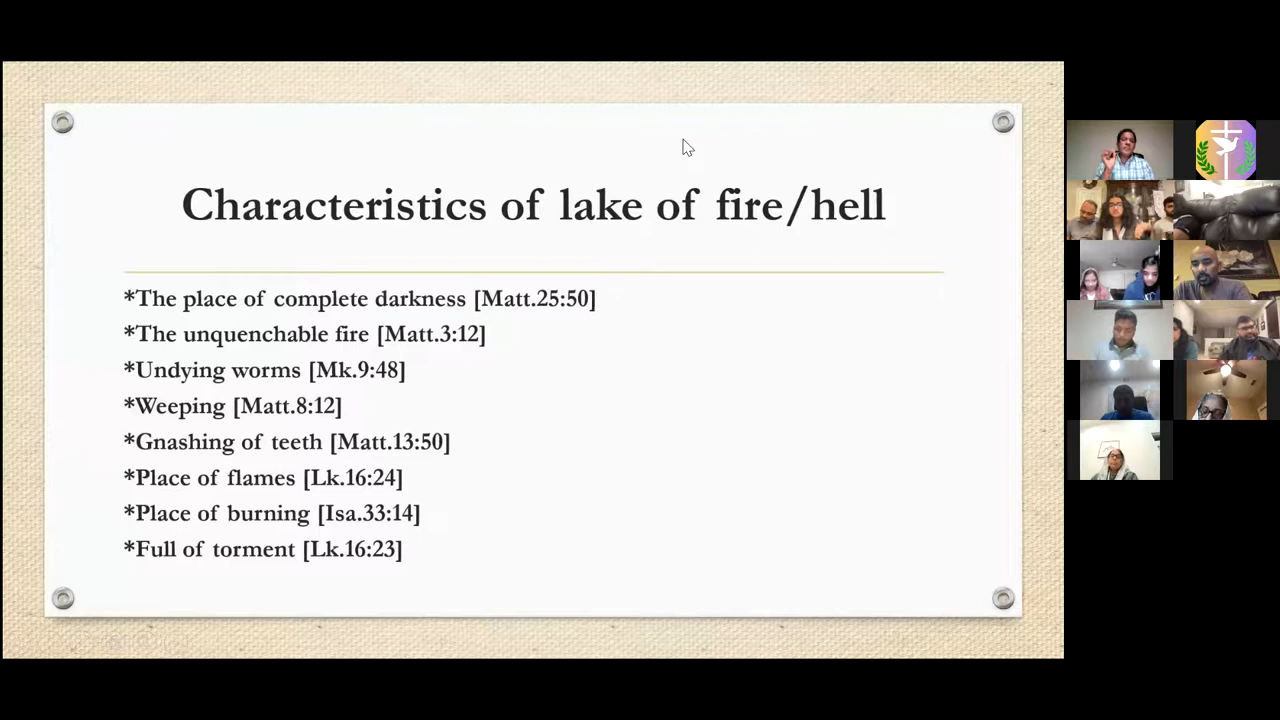 Characteristics of lake of fire/hell
*The place of complete darkness [Matt.25:50]
*The unquenchable fire [Matt.3:12]
*Undying worms [Mk.9:48]
*Weeping [Matt.8:12]
*Gnashing of teeth [Matt.13:50]
*Place of flames [Lk.16:24]
*Place of burning [Isa.33:14]
*Full of torment [Lk.16:23]